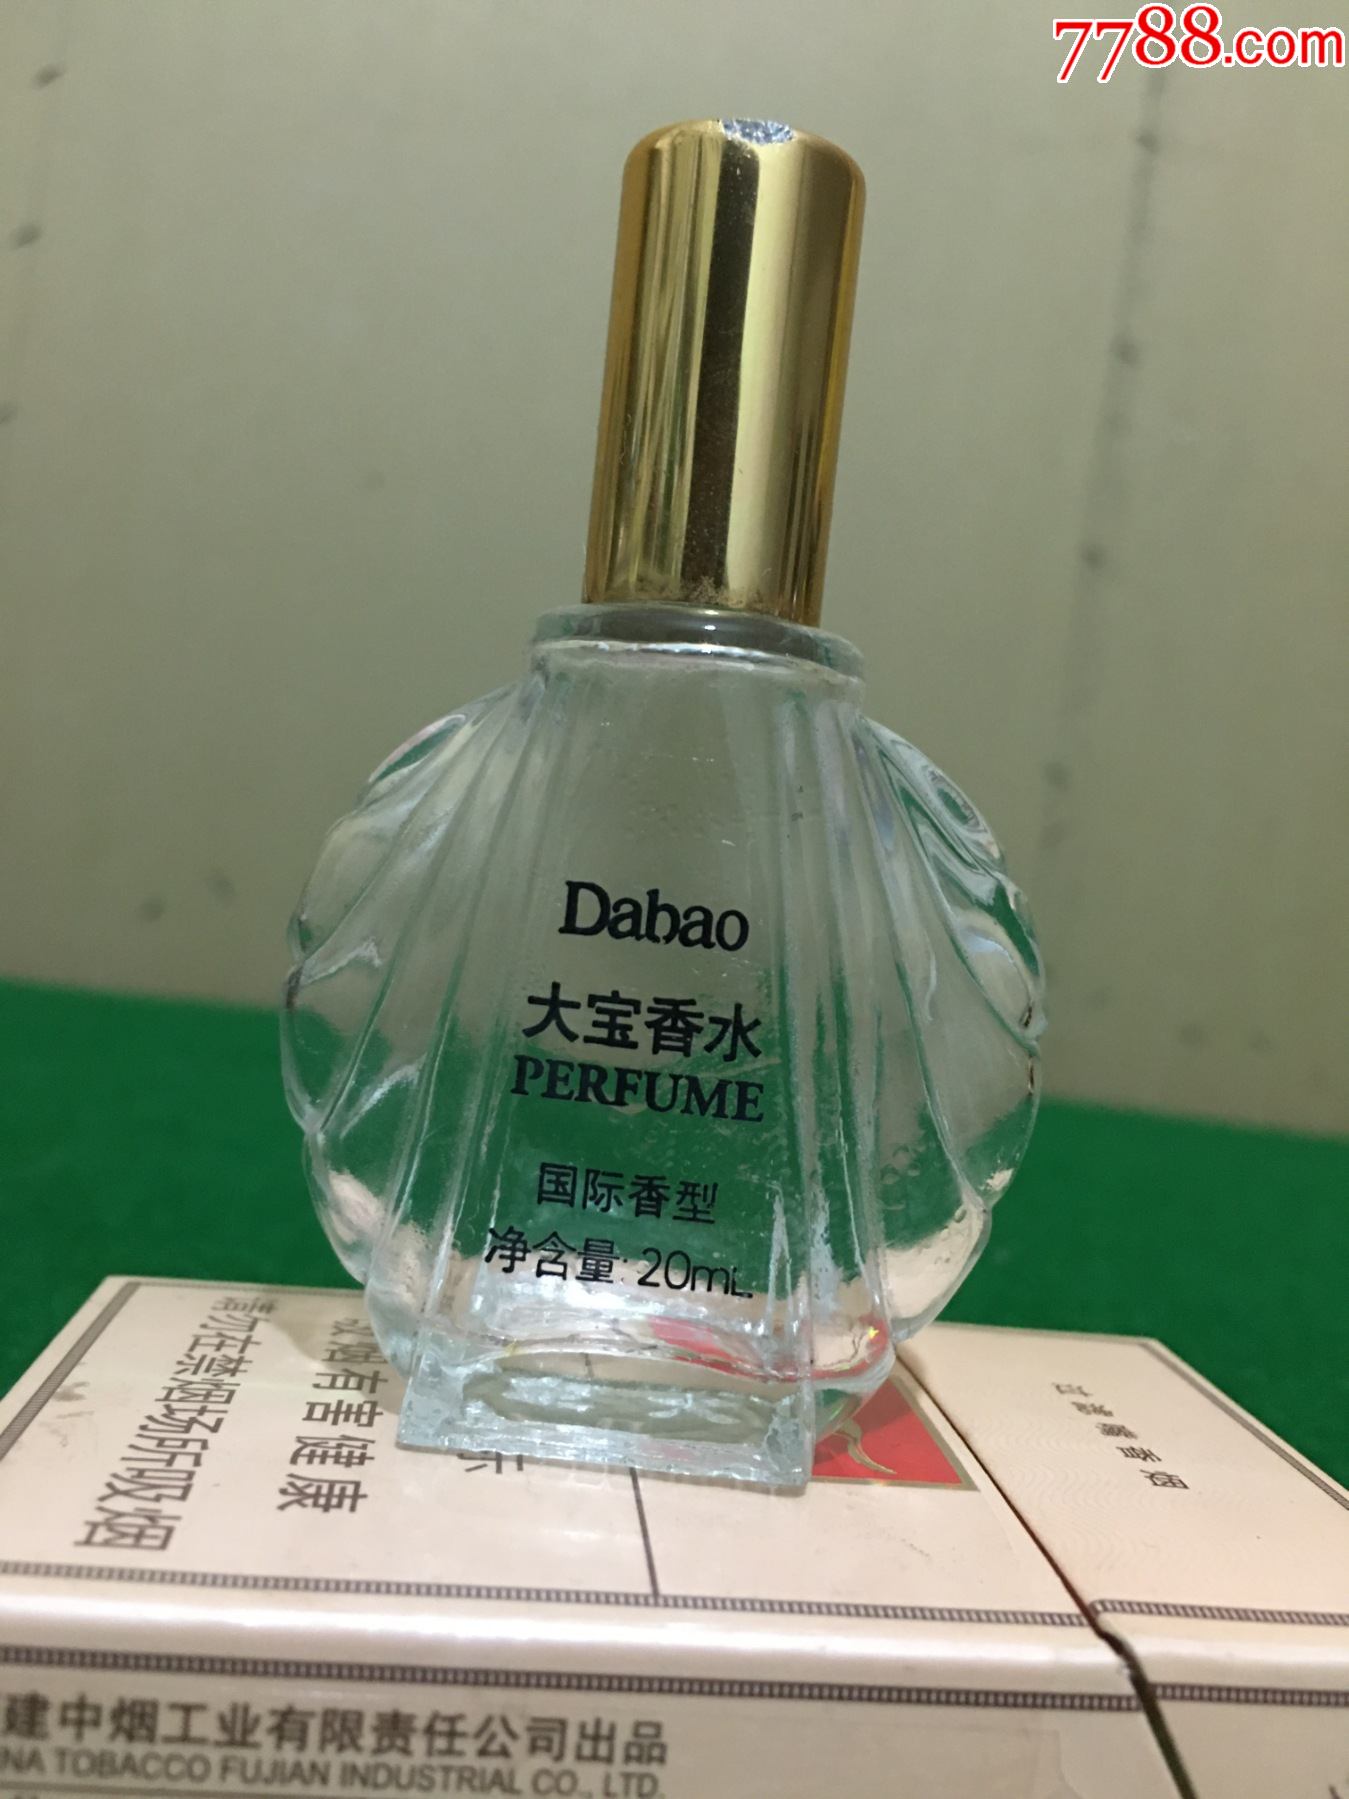 7788.com
Dabao
大宝香水
PERFUME
国际香型
净含量:20mL
吸烟有害健康
请勿在禁烟场所吸烟
建中烟工业有限责任公司出品
NA TOBACCO FUJIAN INDUSTRIAL CO., LTD.